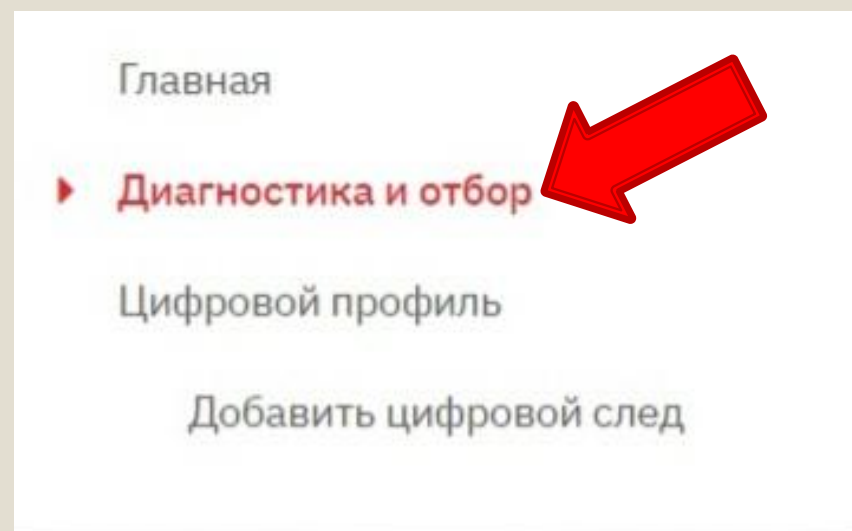 Главная
Диагностика и отбор
Цифровой профиль
Добавить цифровой след